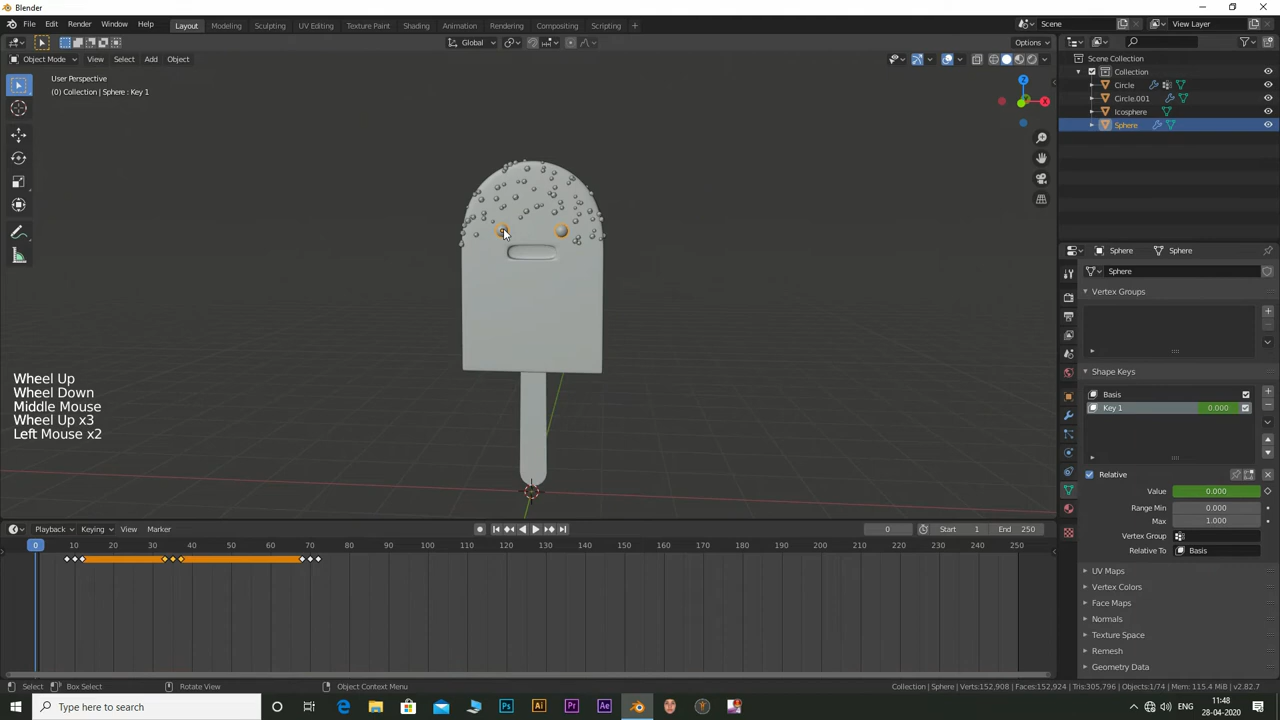 Blender
File Edit Render Window Help Layout Modeling Sculpting UV Editing Texture Paint Shading Animation Rendering Compositing Scripting + Scene View Layer
Global Options
Object Mode View Select Add Object
User Perspective
(0) Collection | Sphere : Key 1
Z
X
Scene Collection
Collection
Circle
Circle.001
Icosphere
Sphere
Sphere Sphere
Sphere
Vertex Groups
Shape Keys
Basis
Key 1 0.000
Relative
Value 0.000
Range Min 0.000
Max 1.000
Vertex Group
Relative To Basis
UV Maps
Vertex Colors
Face Maps
Normals
Texture Space
Remesh
Geometry Data
Wheel Up
Wheel Down
Middle Mouse
Wheel Up x3
Left Mouse x2
Playback Keying View Marker 0 Start 1 End 250
0 10 20 30 40 50 60 70 80 90 100 110 120 130 140 150 160 170 180 190 200 210 220 230 240 250
Select Box Select Rotate View Object Context Menu Collection | Sphere | Verts:152,908 | Faces:152,924 | Tris:305,796 | Objects:1/74 | Mem: 115.4 MiB | v2.82.7
Type here to search
Ps Ai Pr Ae
ENG
11:48
28-04-2020